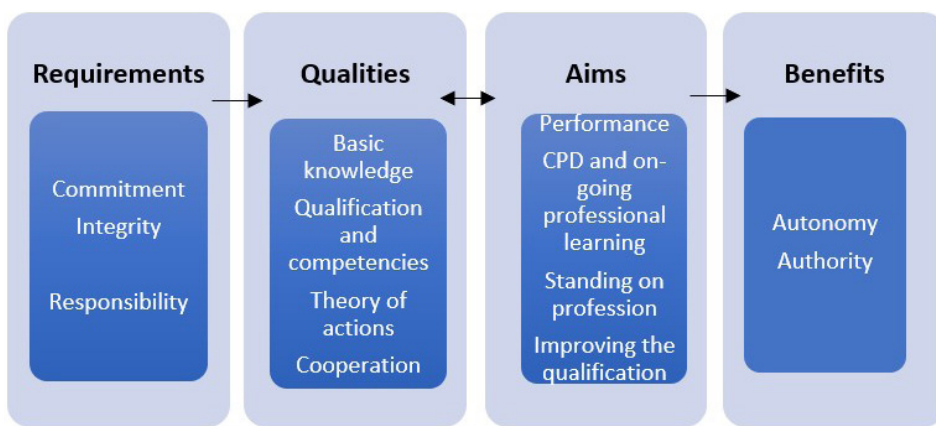 Requirements
Commitment
Integrity
Responsibility
Qualities
Basic
knowledge
Qualification
and
competencies
Theory of
actions
Cooperation
Aims
Performance
CPD and on-
going
professional
learning
Standing on
profession
Improving the
qualification
Benefits
Autonomy
Authority